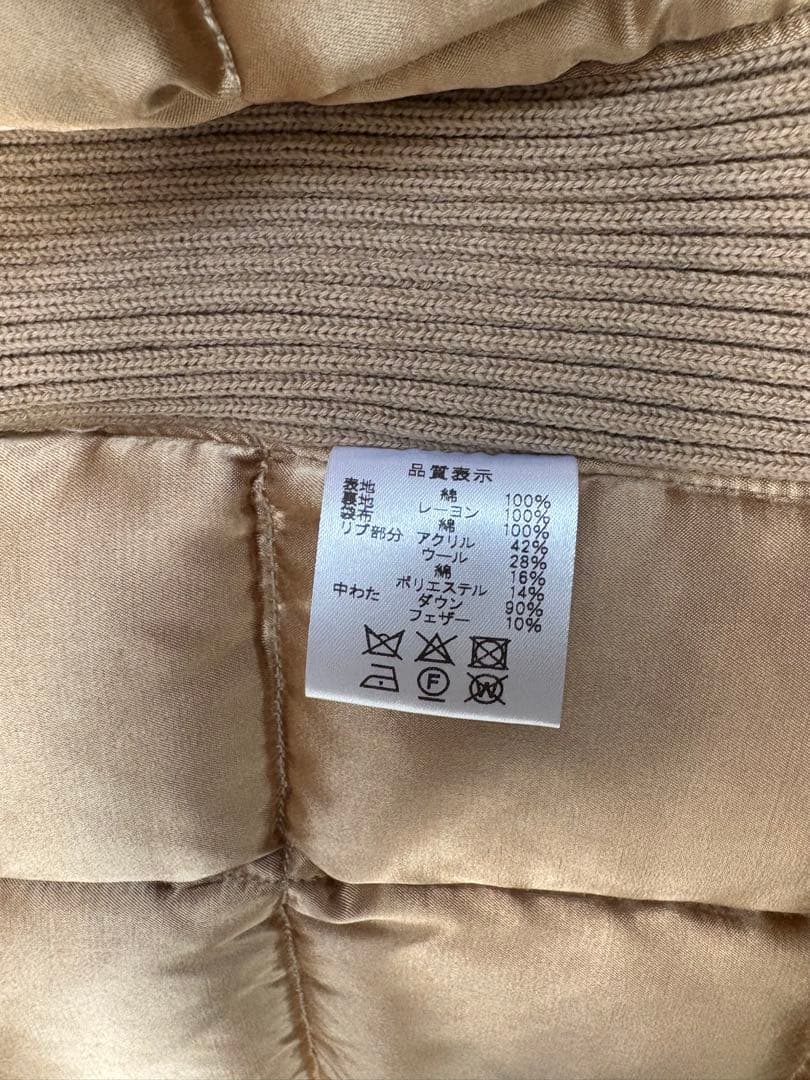 品質表示
表地 綿 100%
裏地 レーヨン 100%
袋布 綿 100%
リブ部分 アクリル 42%
ウール 28%
綿 16%
ポリエステル 14%
中わた ダウン 90%
フェザー 10%
F W